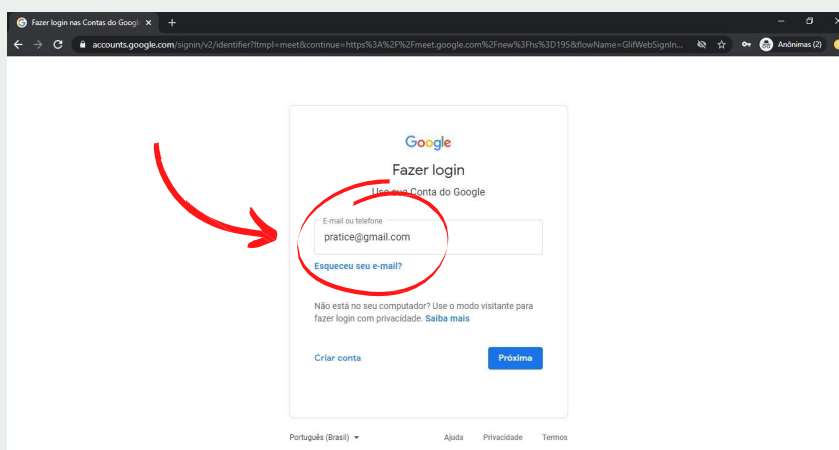 Fazer login nas Contas do Googl
accounts.google.com/signin/v2/identifier?ltmpl=meet&continue=https%3A%2F%2Fmeet.google.com%2Fnew%3Fhs%3D195&flowName=GlifWebSignIn...
Anônimas (2)
Google
Fazer login
Use sua Conta do Google
E-mail ou telefone
pratice@gmail.com
Esqueceu seu e-mail?
Não está no seu computador? Use o modo visitante para
fazer login com privacidade. Saiba mais
Criar conta
Próxima
Português (Brasil)
Ajuda
Privacidade
Termos